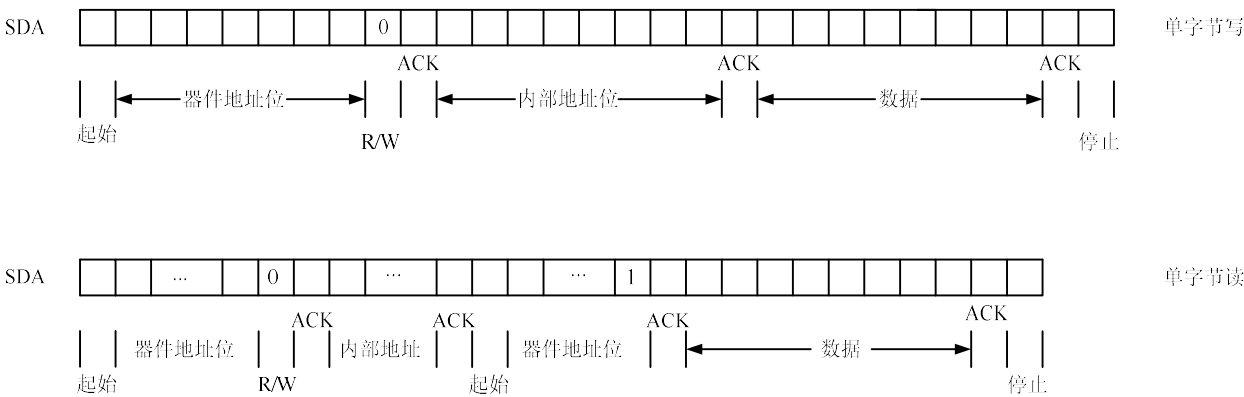 SDA 0 单字节写
ACK ACK ACK
器件地址位 内部地址位 数据
起始 R/W 停止
SDA ... 0 ... ... 1 单字节读
ACK ACK ACK ACK
器件地址位 内部地址 器件地址位 数据
起始 R/W 起始 停止